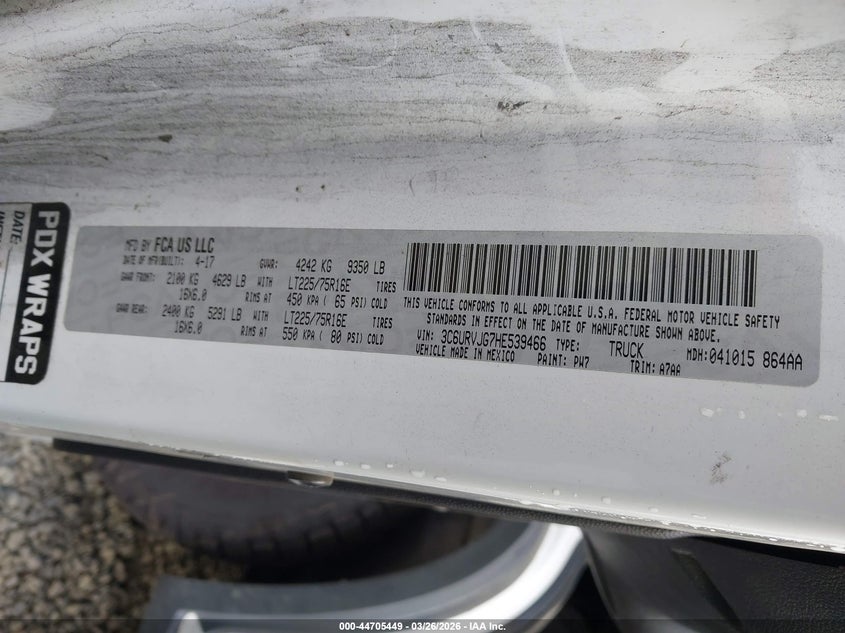 PDX WRAPS
DATE:
MFD BY FCA US LLC
DATE OF MFR(BUILT): 4-17 GVWR: 4242 KG 9350 LB
GAWR FRONT: 2100 KG 4629 LB WITH LT225/75R16E TIRES
16X6.0 RIMS AT 450 KPA ( 65 PSI) COLD
GAWR REAR: 2400 KG 5291 LB WITH LT225/75R16E TIRES
16X6.0 RIMS AT 550 KPA ( 80 PSI) COLD
THIS VEHICLE CONFORMS TO ALL APPLICABLE U.S.A. FEDERAL MOTOR VEHICLE SAFETY
STANDARDS IN EFFECT ON THE DATE OF MANUFACTURE SHOWN ABOVE.
VIN: 3C6URVJG7HE539466 TYPE: TRUCK MDH:041015 864AA
VEHICLE MADE IN MEXICO PAINT: PW7 TRIM: A7AA
000-44705449 - 03/26/2026 - IAA Inc.